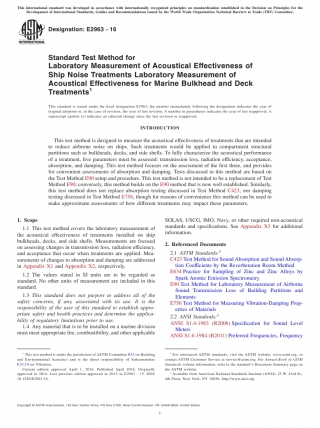 This international standard was developed in accordance with internationally recognized principles on standardization established in the Decision on Principles for the
Development of International Standards, Guides and Recommendations issued by the World Trade Organization Technical Barriers to Trade (TBT) Committee.
Designation: E2963 - 16
Standard Test Method for
Laboratory Measurement of Acoustical Effectiveness of
Ship Noise Treatments Laboratory Measurement of
Acoustical Effectiveness for Marine Bulkhead and Deck
Treatments1
This standard is issued under the fixed designation E2963; the number immediately following the designation indicates the year of
original adoption or, in the case of revision, the year of last revision. A number in parentheses indicates the year of last reapproval. A
superscript epsilon (ε) indicates an editorial change since the last revision or reapproval.
INTRODUCTION
This test method is designed to measure the acoustical effectiveness of treatments that are intended
to reduce airborne noise on ships. Such treatments would be applied to compartment structural
partitions such as bulkheads, decks, and side shells. To fully characterize the acoustical performance
of a treatment, five parameters must be assessed: transmission loss, radiation efficiency, acceptance,
absorption, and damping. This test method focuses on the assessment of the first three, and provides
for convenient assessments of absorption and damping. Tests discussed in this method are based on
the Test Method E90 setup and procedure. This test method is not intended to be a replacement of Test
Method E90; conversely, this method builds on the E90 method that is now well established. Similarly,
this test method does not replace absorption testing discussed in Test Method C423, nor damping
testing discussed in Test Method E756, though for reasons of convenience this method can be used to
make approximate assessments of how different treatments may impact these parameters.
1. Scope
1.1 This test method covers the laboratory measurement of
the acoustical effectiveness of treatments installed on ship
bulkheads, decks, and side shells. Measurements are focused
on assessing changes in transmission loss, radiation efficiency,
and acceptance that occur when treatments are applied. Mea-
surements of changes to absorption and damping are addressed
in Appendix X1 and Appendix X2, respectively.
1.2 The values stated in SI units are to be regarded as
standard. No other units of measurement are included in this
standard.
1.3 This standard does not purport to address all of the
safety concerns, if any, associated with its use. It is the
responsibility of the user of this standard to establish appro-
priate safety and health practices and determine the applica-
bility of regulatory limitations prior to use.
1.4 Any material that is to be installed on a marine division
must meet appropriate fire, combustibility, and other applicable
SOLAS, USCG, IMO, Navy, or other required non-acoustical
standards and specifications. See Appendix X3 for additional
information.
2. Referenced Documents
2.1 ASTM Standards:2
C423 Test Method for Sound Absorption and Sound Absorp-
tion Coefficients by the Reverberation Room Method
E634 Practice for Sampling of Zinc and Zinc Alloys by
Spark Atomic Emission Spectrometry
E90 Test Method for Laboratory Measurement of Airborne
Sound Transmission Loss of Building Partitions and
Elements
E756 Test Method for Measuring Vibration-Damping Prop-
erties of Materials
2.2 ANSI Standards:3
ANSI S1.4-1983 (R2006) Specification for Sound Level
Meters
ANSI S1.6-1984 (R2011) Preferred Frequencies, Frequency
1 This test method is under the jurisdiction of ASTM Committee E33 on Building
and Environmental Acoustics and is the direct responsibility of Subcommittee
Current edition approved April 1, 2016. Published April 2016. Originally
2 For referenced ASTM standards, visit the ASTM website, www.astm.org, or
contact ASTM Customer Service at service@astm.org. For Annual Book of ASTM
Standards volume information, refer to the standard's Document Summary page on
the ASTM website.
3 Available from American National Standards Institute (ANSI), 25 W. 43rd St.,
4th Floor, New York, NY 10036, http://www.ansi.org.
Copyright © ASTM International, 100 Barr Harbor Drive, PO Box C700, West Conshohocken, PA 19428-2959. United States
1